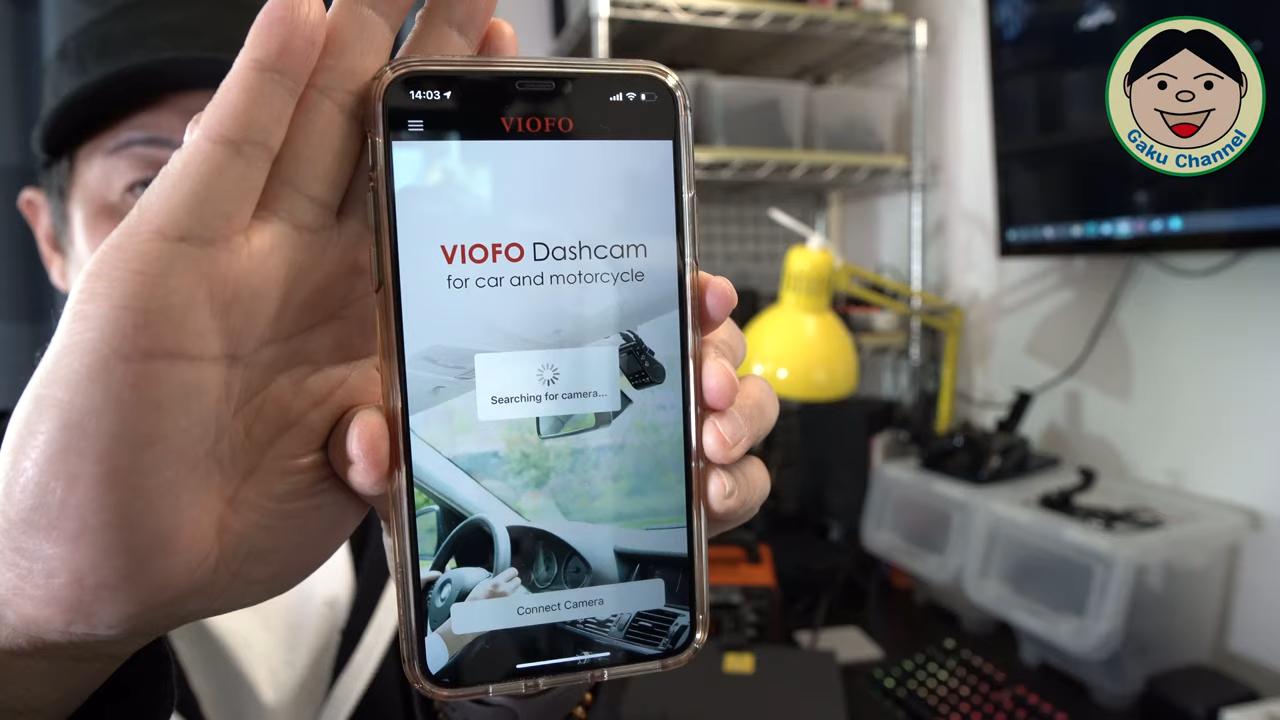 14:03
VIOFO
VIOFO Dashcam
for car and motorcycle
Searching for camera...
Connect Camera
Gaku Channel